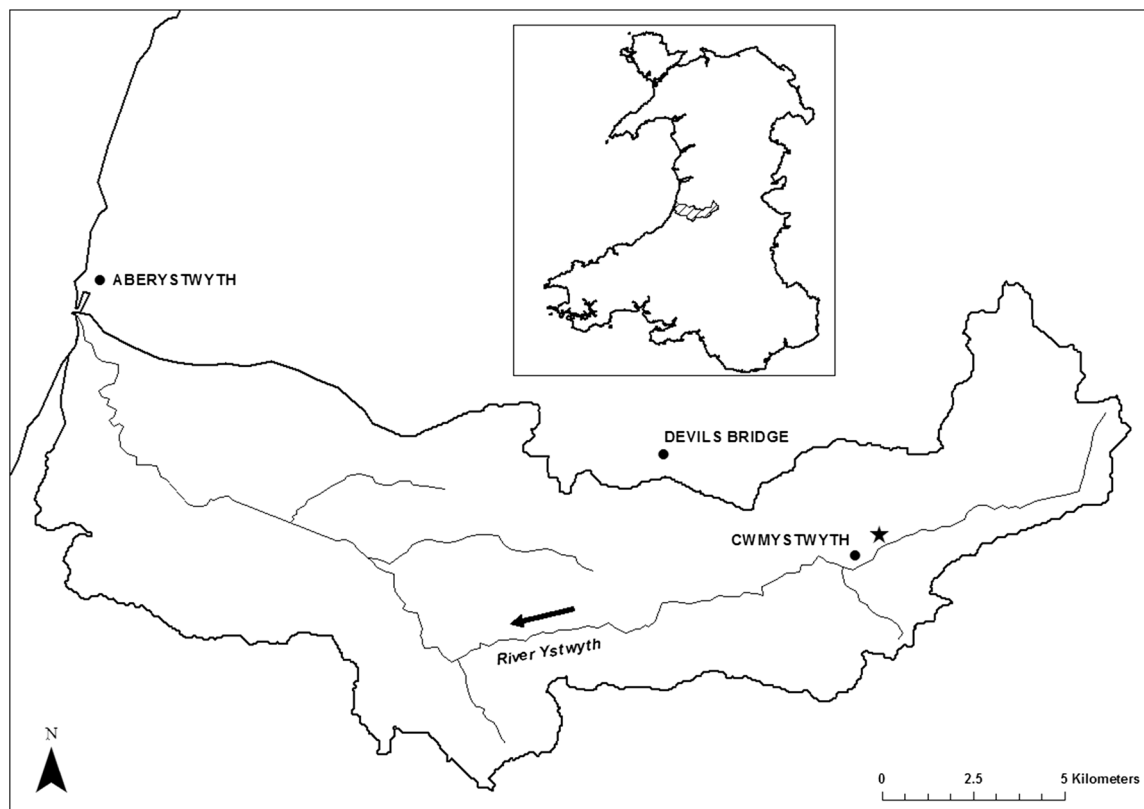 ABERYSTWYTH
DEVILS BRIDGE
CWMYSTWYTH
River Ystwyth
N
0 2.5 5 Kilometers